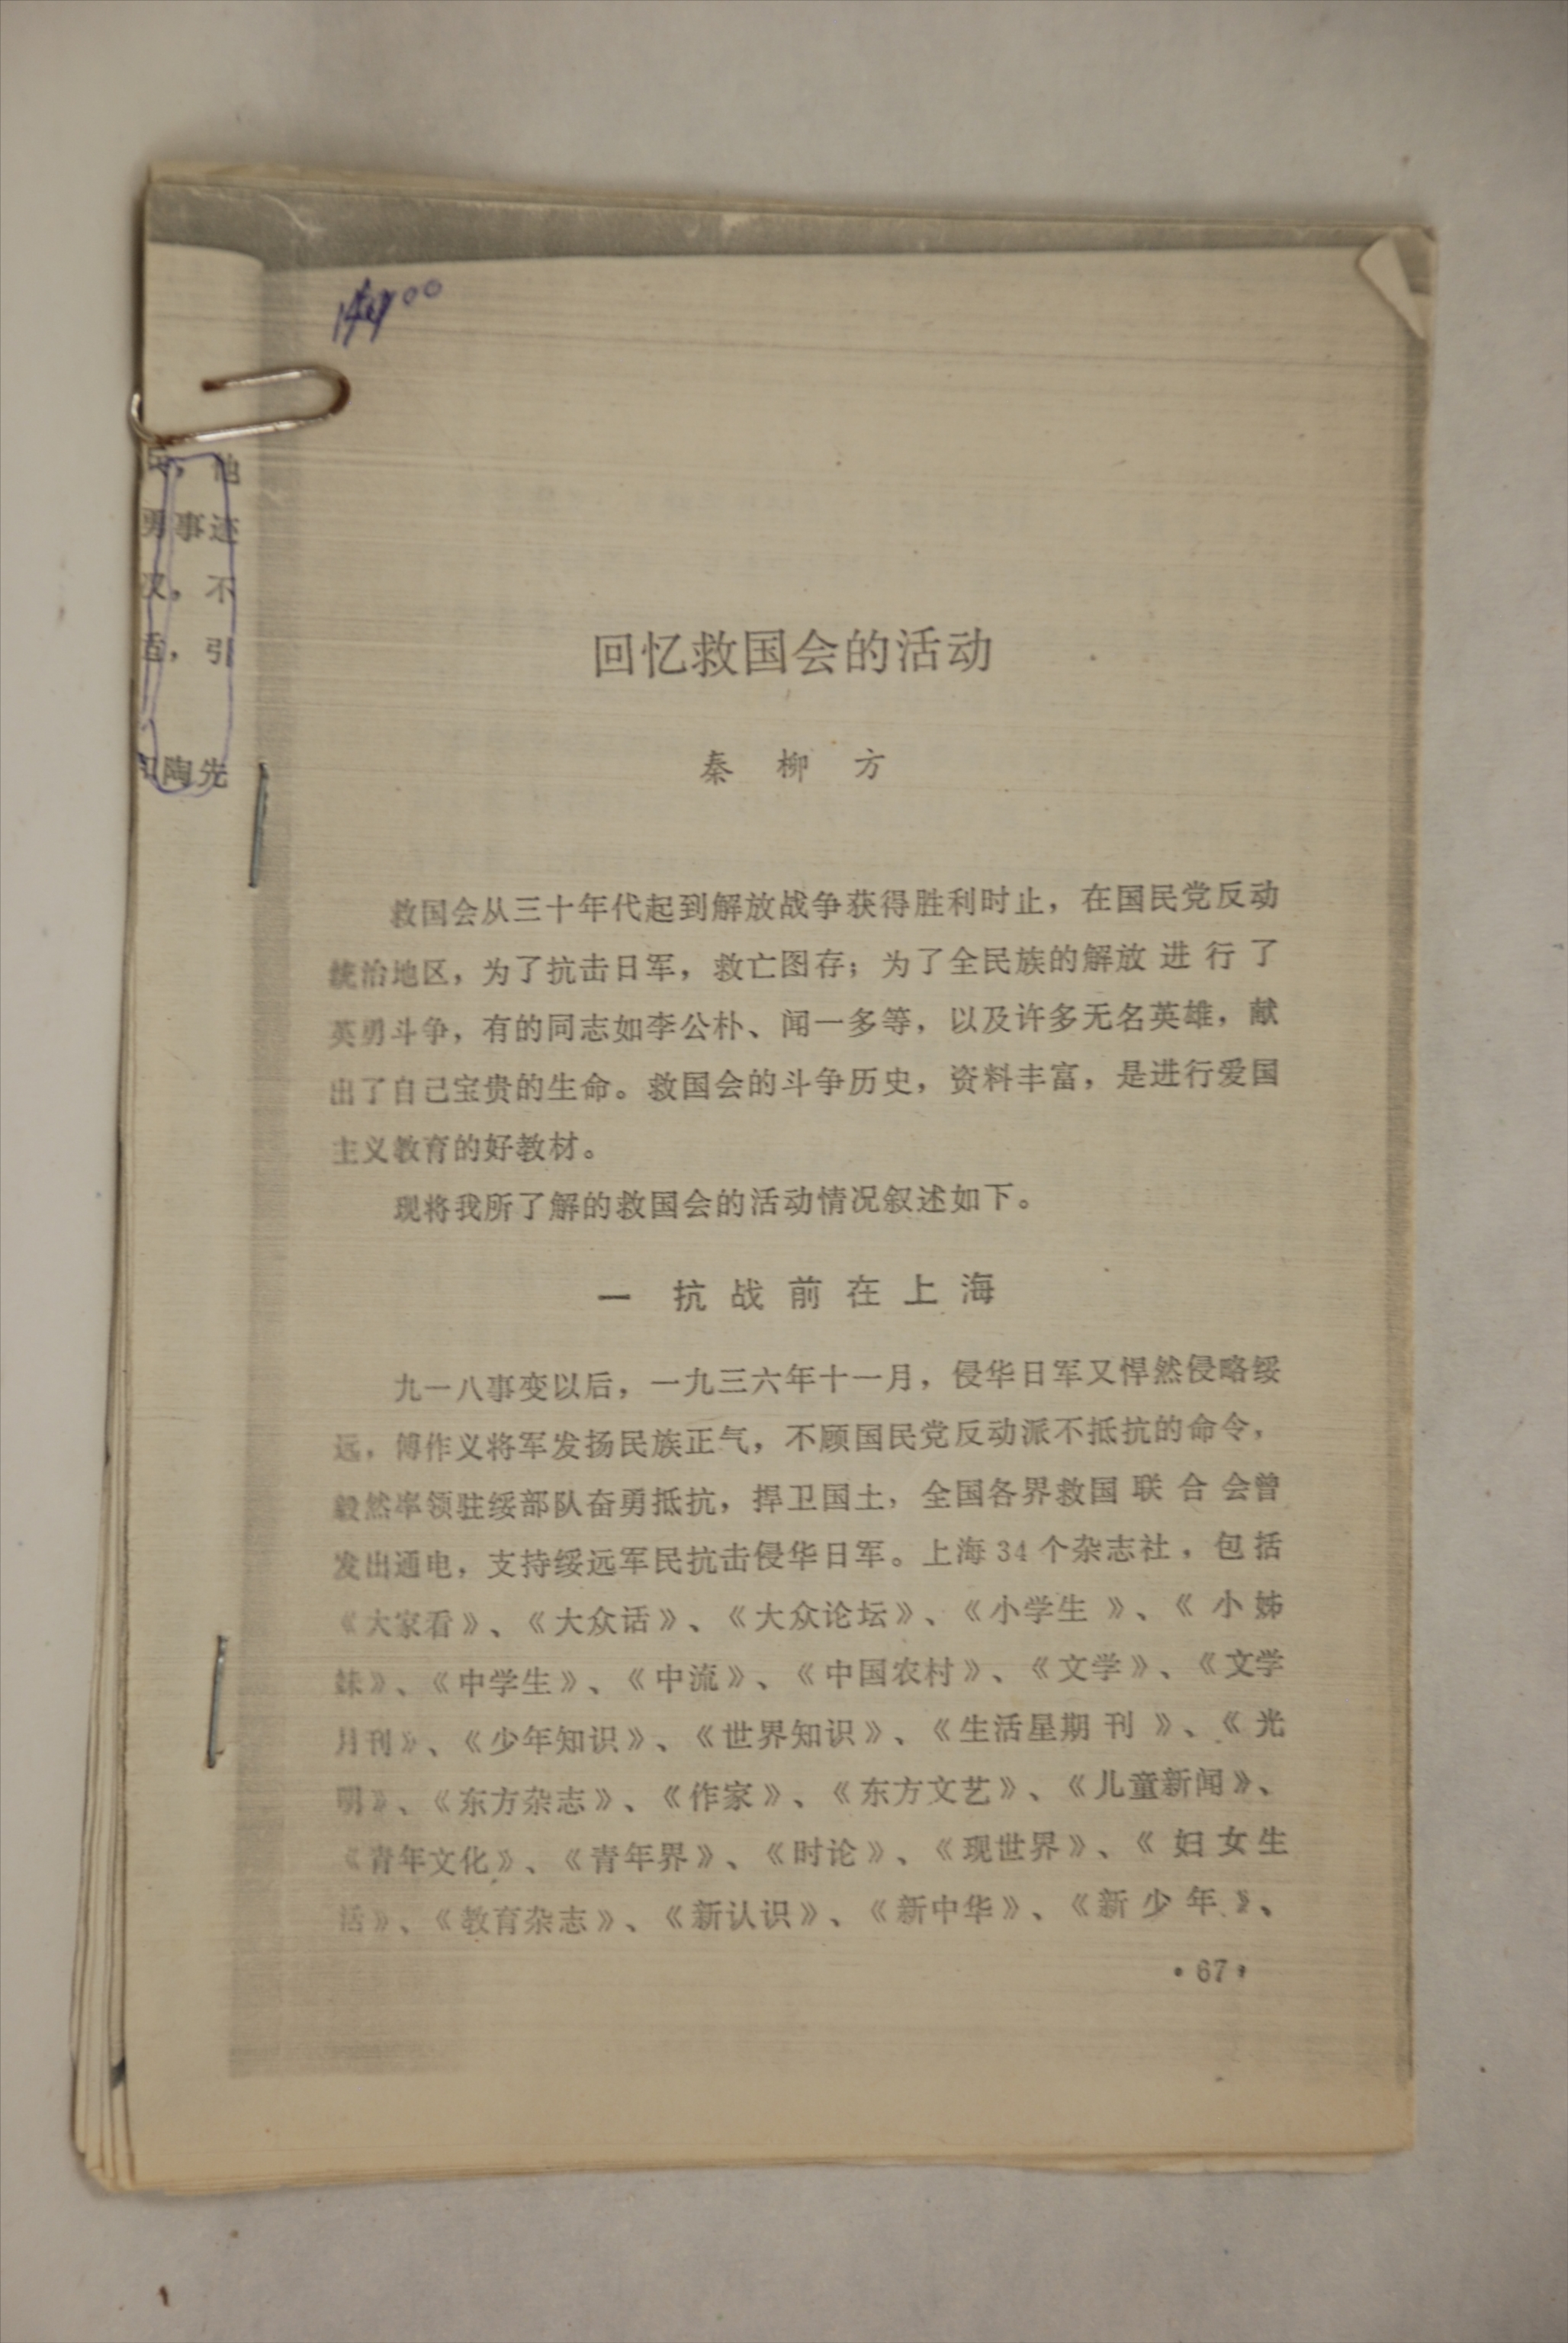 回忆救国会的活动
秦柳方
救国会从三十年代起到解放战争获得胜利时止，在国民党反动
统治地区，为了抗击日军，救亡图存；为了全民族的解放进行了
英勇斗争，有的同志如李公朴、闻一多等，以及许多无名英雄，献
出了自己宝贵的生命。救国会的斗争历史，资料丰富，是进行爱国
主义教育的好教材。
现将我所了解的救国会的活动情况叙述如下。
一 抗战前在上海
九一八事变以后，一九三六年十一月，侵华日军又悍然侵略绥
远，傅作义将军发扬民族正气，不顾国民党反动派不抵抗的命令，
毅然率领驻绥部队奋勇抵抗，捍卫国土，全国各界救国联合会曾
发出通电，支持绥远军民抗击侵华日军。上海34个杂志社，包括
《大家看》、《大众话》、《大众论坛》、《小学生》、《小姊
妹》、《中学生》、《中流》、《中国农村》、《文学》、《文学
月刊》、《少年知识》、《世界知识》、《生活星期刊》、《光
明》、《东方杂志》、《作家》、《东方文艺》、《儿童新闻》、
《青年文化》、《青年界》、《时论》、《现世界》、《妇女生
活》、《教育杂志》、《新认识》、《新中华》、《新少年》、
•67•
，他
勇事迹
汉，不
，引
陶先